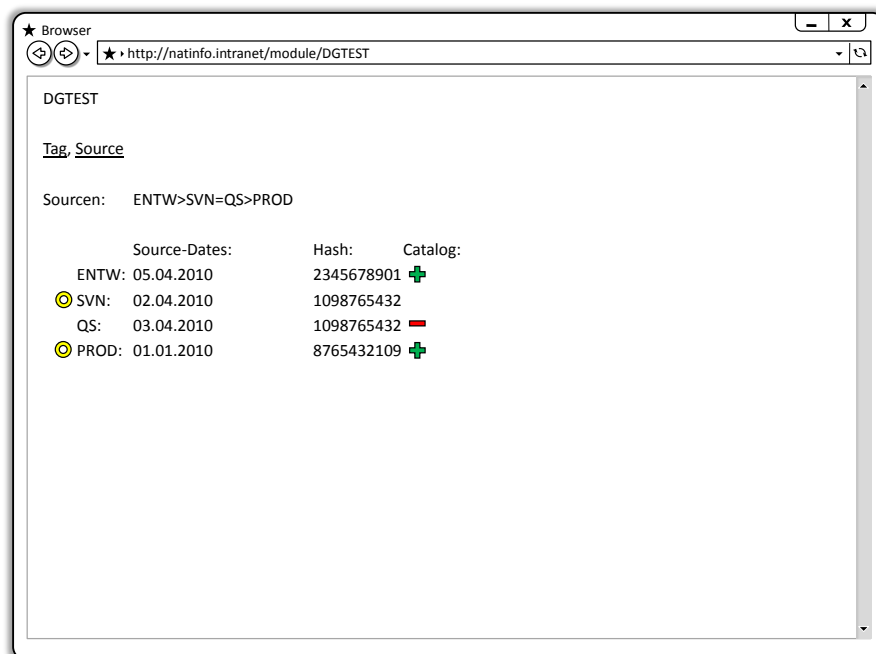 Browser
http://natinfo.intranet/module/DGTEST
DGTEST
Tag, Source
Sourcen: ENTW>SVN=QS>PROD
Source-Dates: Hash: Catalog:
ENTW: 05.04.2010 2345678901
SVN: 02.04.2010 1098765432
QS: 03.04.2010 1098765432
PROD: 01.01.2010 8765432109